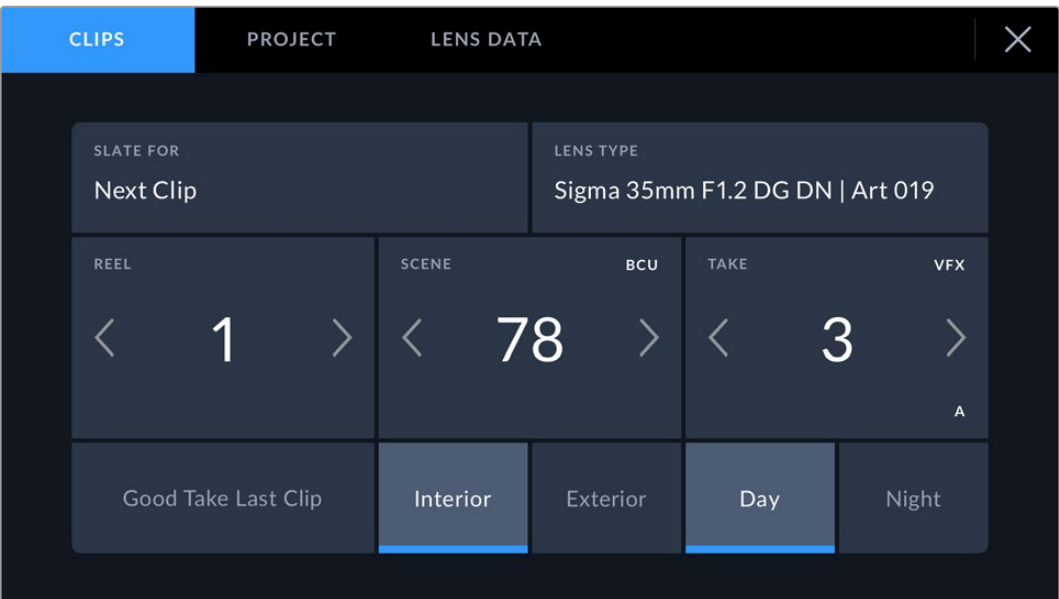 CLIPS PROJECT LENS DATA
SLATE FOR
Next Clip
LENS TYPE
Sigma 35mm F1.2 DG DN | Art 019
REEL
1
SCENE BCU
78
TAKE VFX
3
A
Good Take Last Clip
Interior
Exterior
Day
Night